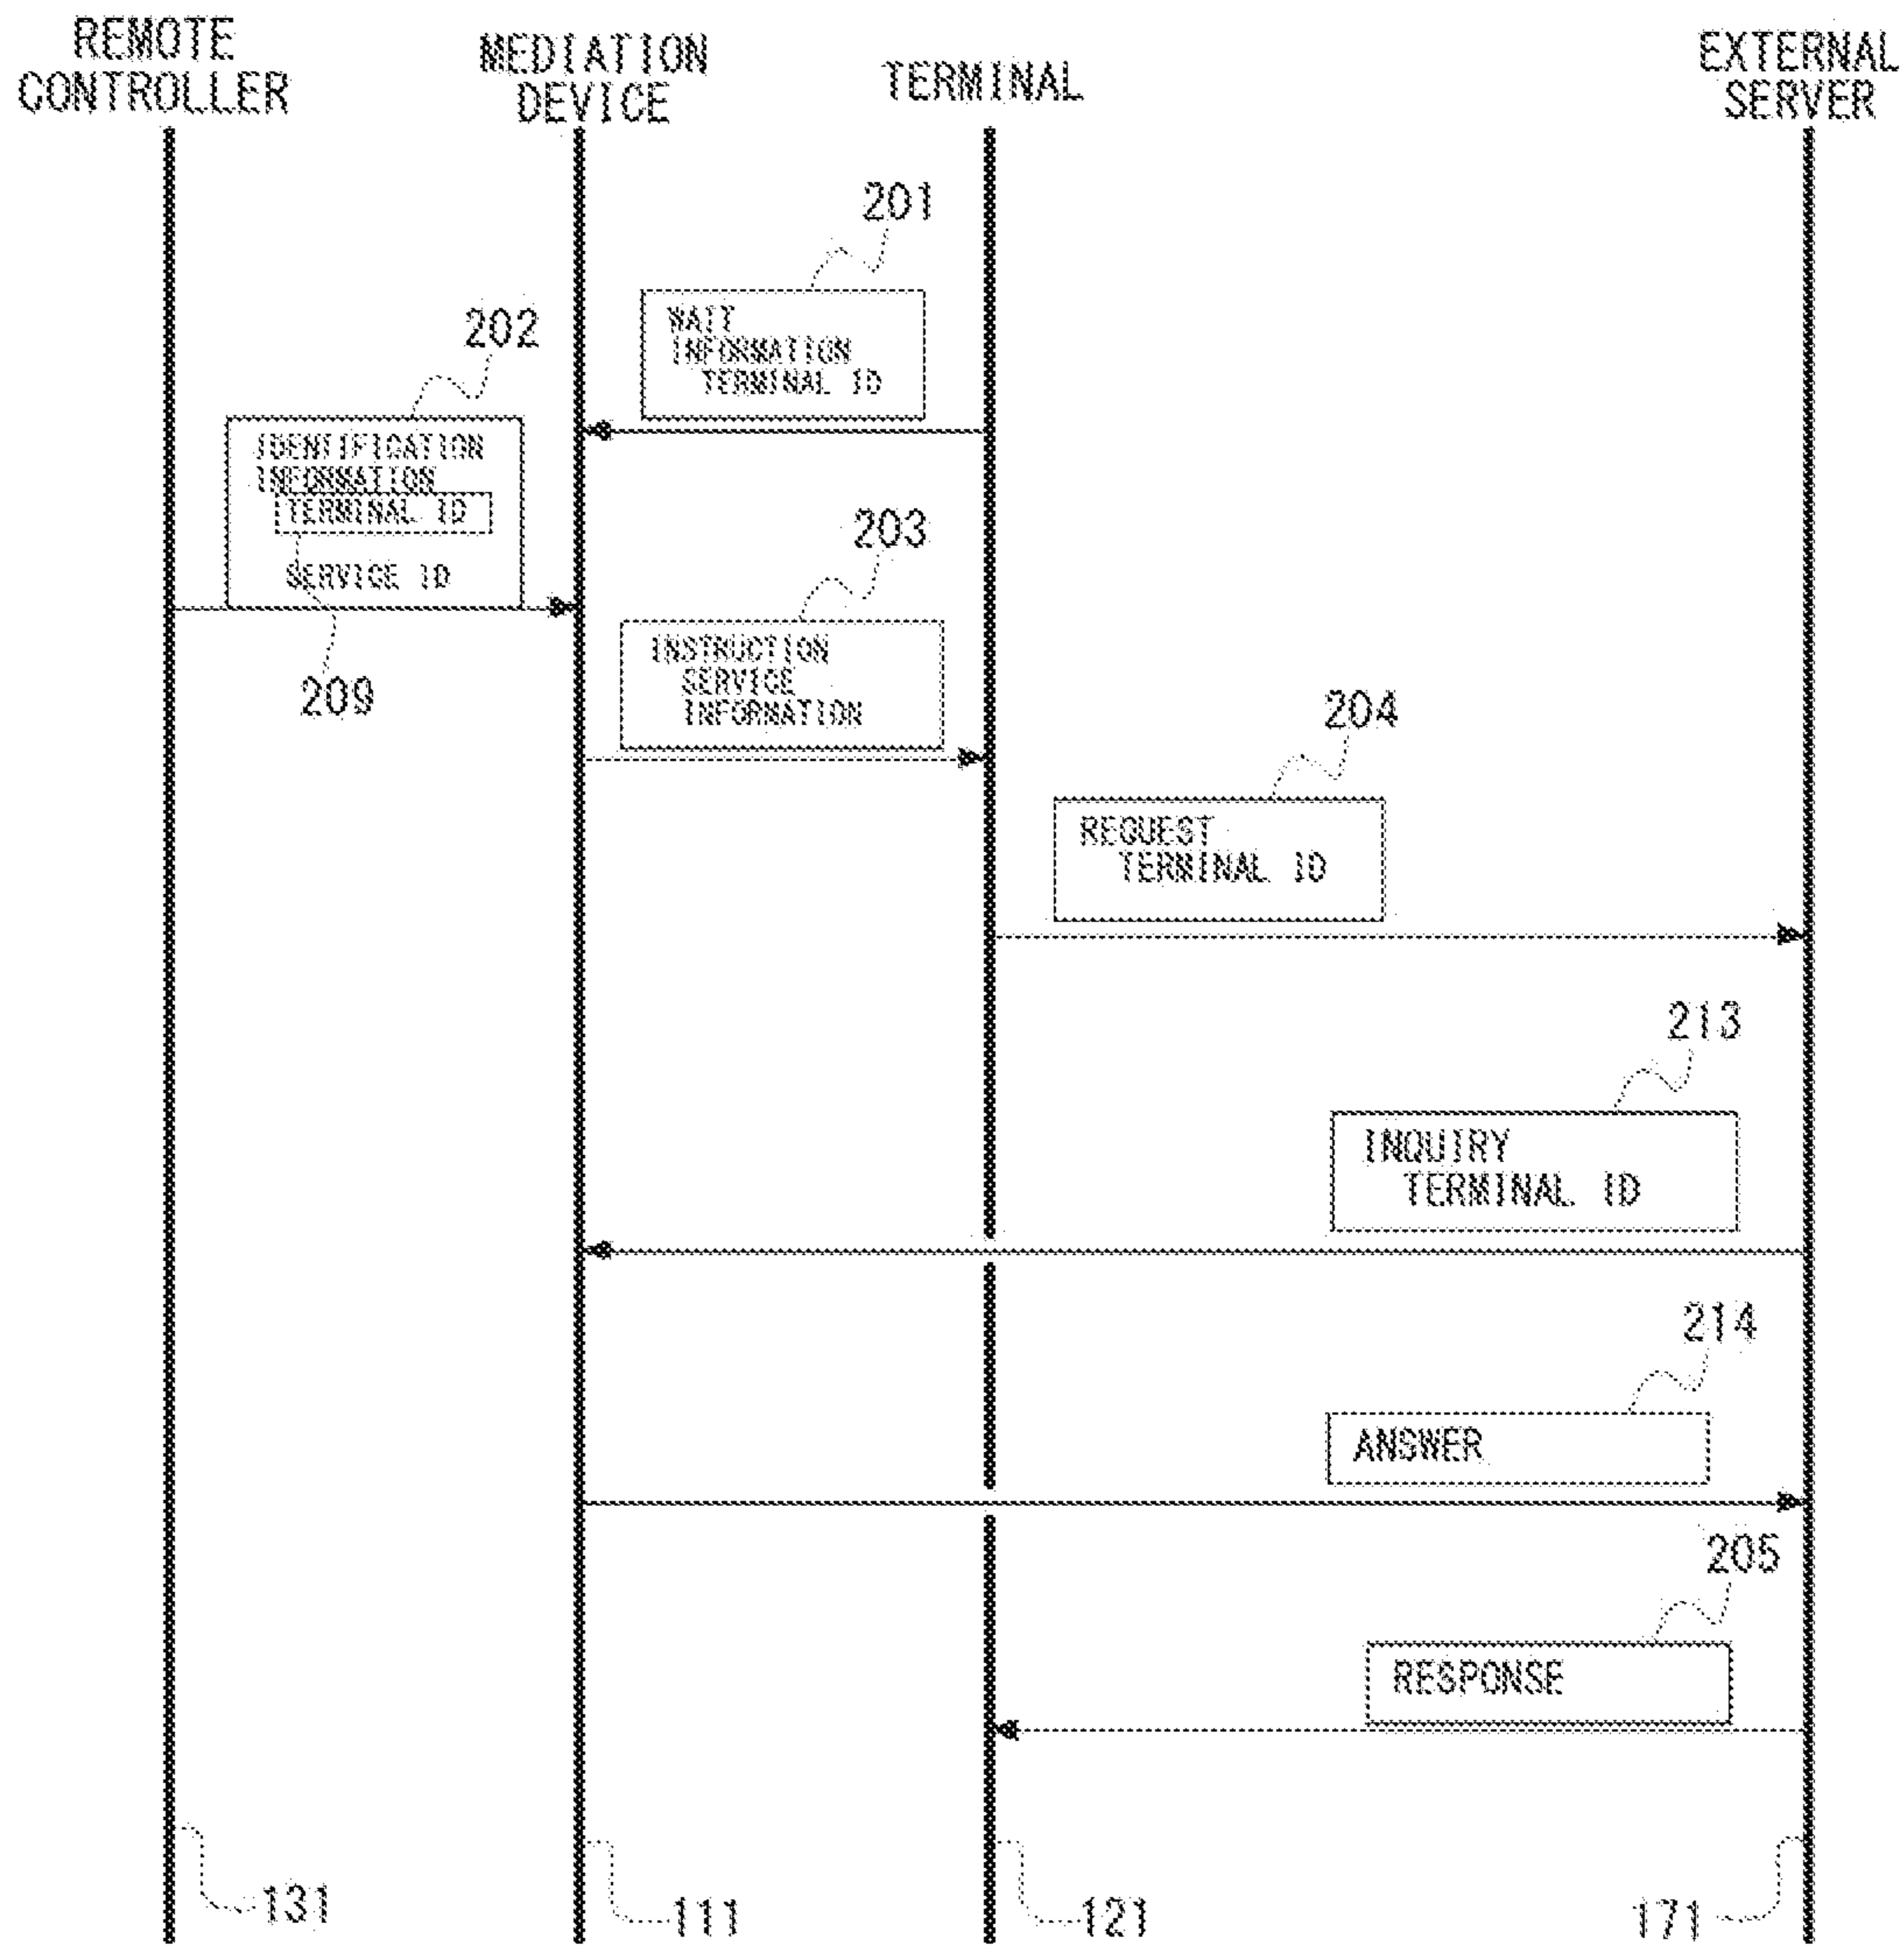 REMOTE
CONTROLLER
MEDIATION
DEVICE
TERMINAL
EXTERNAL
SERVER
201
WAIT
INFORMATION
TERMINAL ID
202
IDENTIFICATION
INFORMATION
TERMINAL ID
SERVICE ID
209
203
INSTRUCTION
SERVICE
INFORMATION
204
REQUEST
TERMINAL ID
213
INQUIRY
TERMINAL ID
214
ANSWER
205
RESPONSE
131
111
121
171